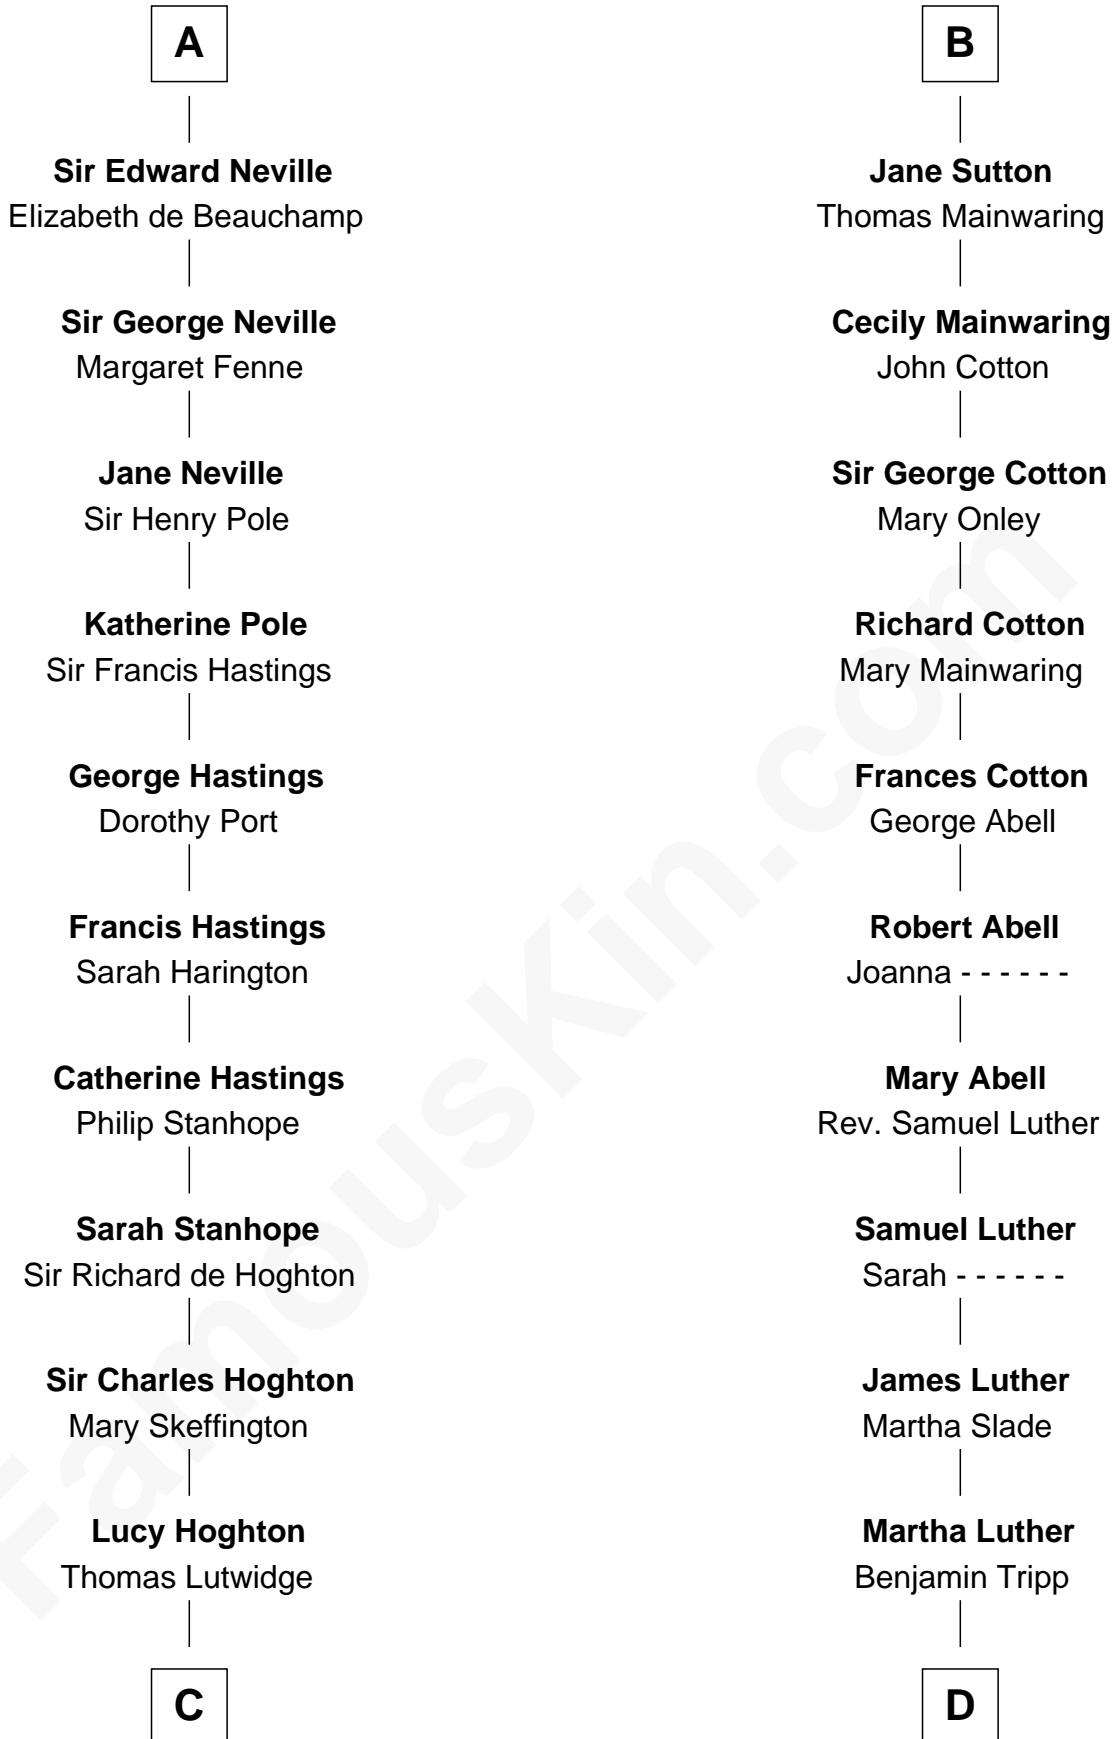 A
Sir Edward Neville
Elizabeth de Beauchamp
Sir George Neville
Margaret Fenne
Jane Neville
Sir Henry Pole
Katherine Pole
Sir Francis Hastings
George Hastings
Dorothy Port
Francis Hastings
Sarah Harington
Catherine Hastings
Philip Stanhope
Sarah Stanhope
Sir Richard de Hoghton
Sir Charles Hoghton
Mary Skeffington
Lucy Hoghton
Thomas Lutwidge
C
B
Jane Sutton
Thomas Mainwaring
Cecily Mainwaring
John Cotton
Sir George Cotton
Mary Onley
Richard Cotton
Mary Mainwaring
Frances Cotton
George Abell
Robert Abell
Joanna - - - - - -
Mary Abell
Rev. Samuel Luther
Samuel Luther
Sarah - - - - - -
James Luther
Martha Slade
Martha Luther
Benjamin Tripp
D
FamousKin.com